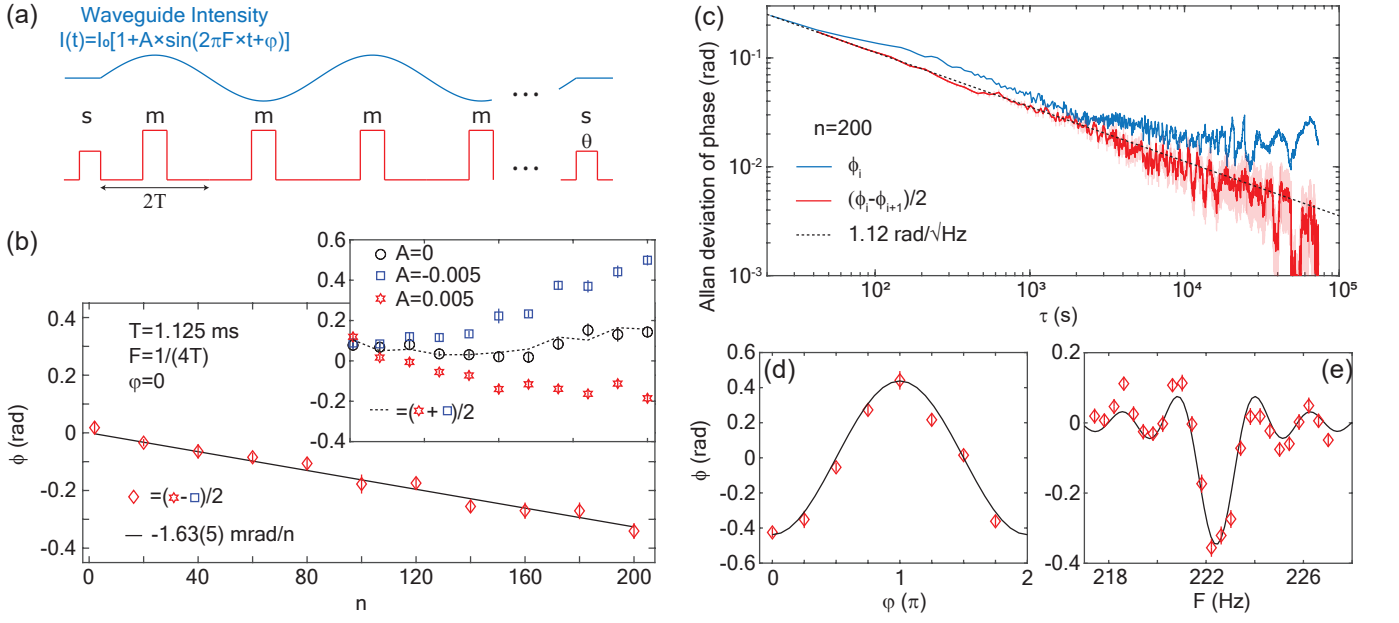 (a)
Waveguide Intensity
I(t)=I₀[1+A×sin(2πF×t+φ)]
s m m m m ••• s
θ
•••
2T
(b)
ϕ (rad)
0.4
0.2
0
-0.2
-0.4
T=1.125 ms
F=1/(4T)
φ=0
=(✡-□)/2
-1.63(5) mrad/n
0 40 80 120 160 200
n
0.6
0.4
0.2
0
0.2
0.4
A=0
A=-0.005
A=0.005
=(✡+□)/2
(c)
Allan deviation of phase (rad)
10⁻¹
10⁻²
10⁻³
n=200
ϕᵢ
(ϕᵢ-ϕᵢ₊₁)/2
1.12 rad/√Hz
10² 10³ 10⁴ 10⁵
τ (s)
(d)
ϕ (rad)
0.6
0.4
0.2
0
-0.2
-0.4
-0.6
0 1 2
φ (π)
(e)
0.2
0
-0.2
-0.4
218 222 226
F (Hz)